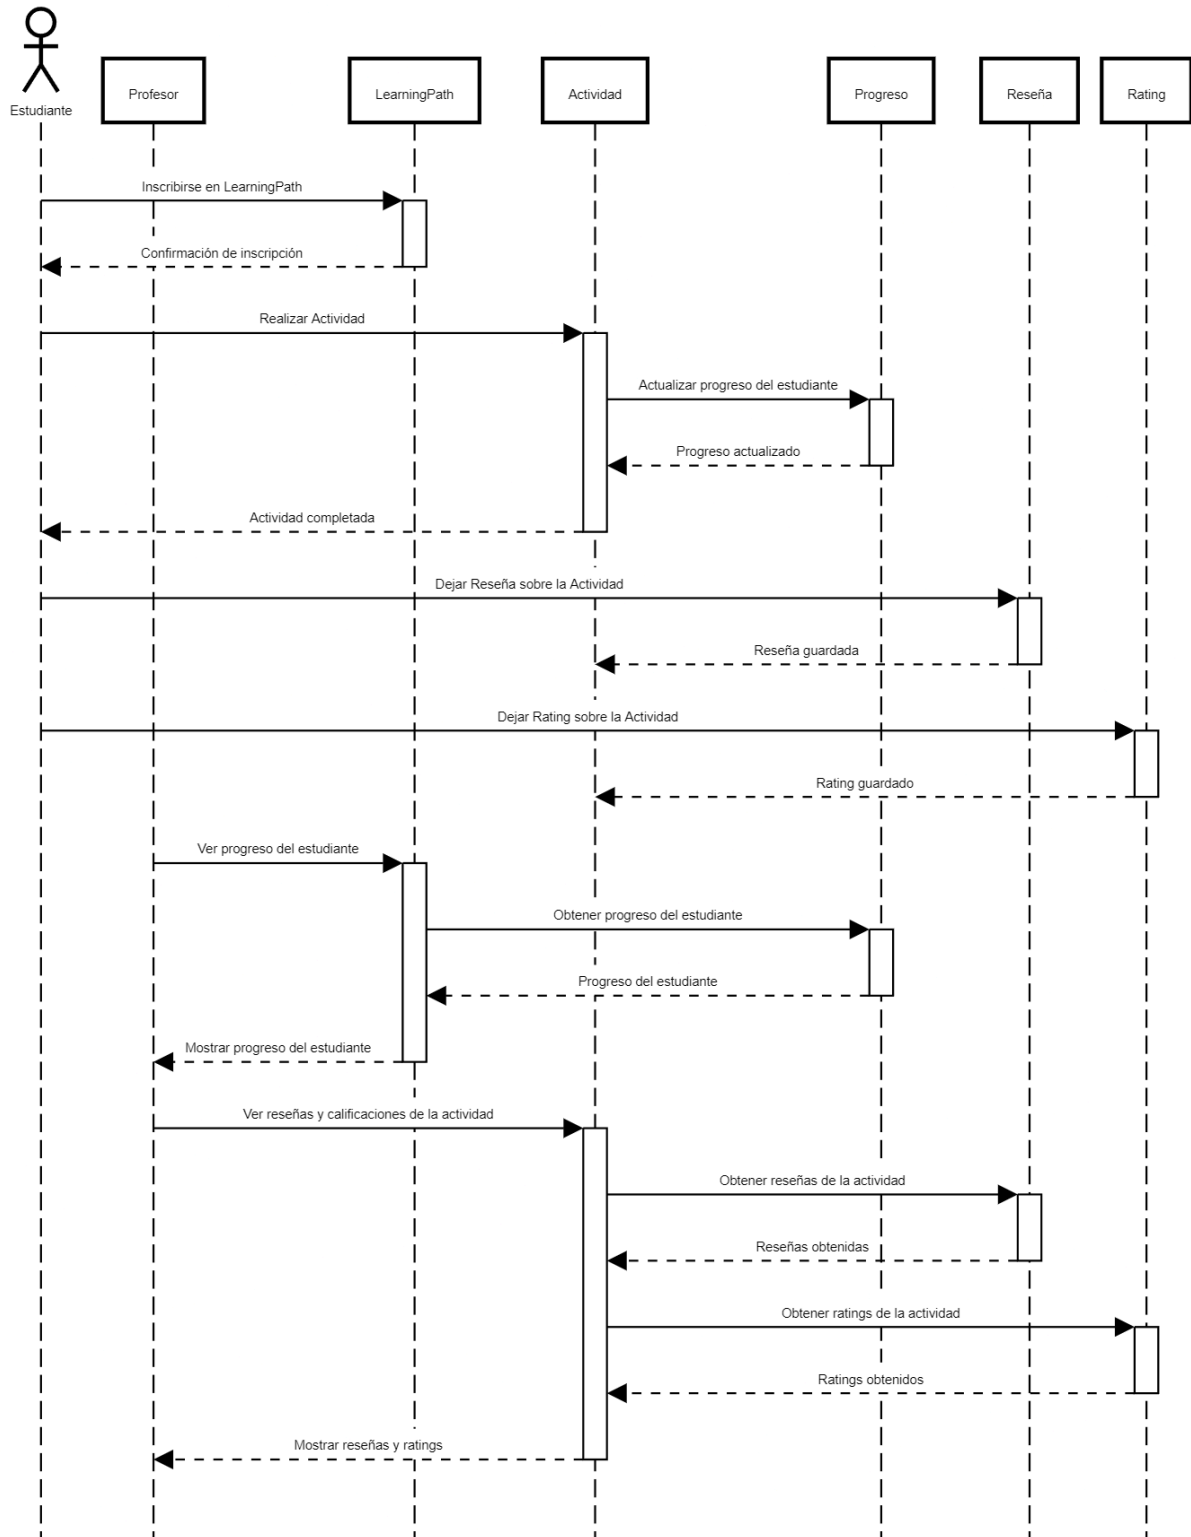 Estudiante
Profesor
LearningPath
Actividad
Progreso
Reseña
Rating
Inscribirse en LearningPath
Confirmación de inscripción
Realizar Actividad
Actualizar progreso del estudiante
Progreso actualizado
Actividad completada
Dejar Reseña sobre la Actividad
Reseña guardada
Dejar Rating sobre la Actividad
Rating guardado
Ver progreso del estudiante
Obtener progreso del estudiante
Progreso del estudiante
Mostrar progreso del estudiante
Ver reseñas y calificaciones de la actividad
Obtener reseñas de la actividad
Reseñas obtenidas
Obtener ratings de la actividad
Ratings obtenidos
Mostrar reseñas y ratings